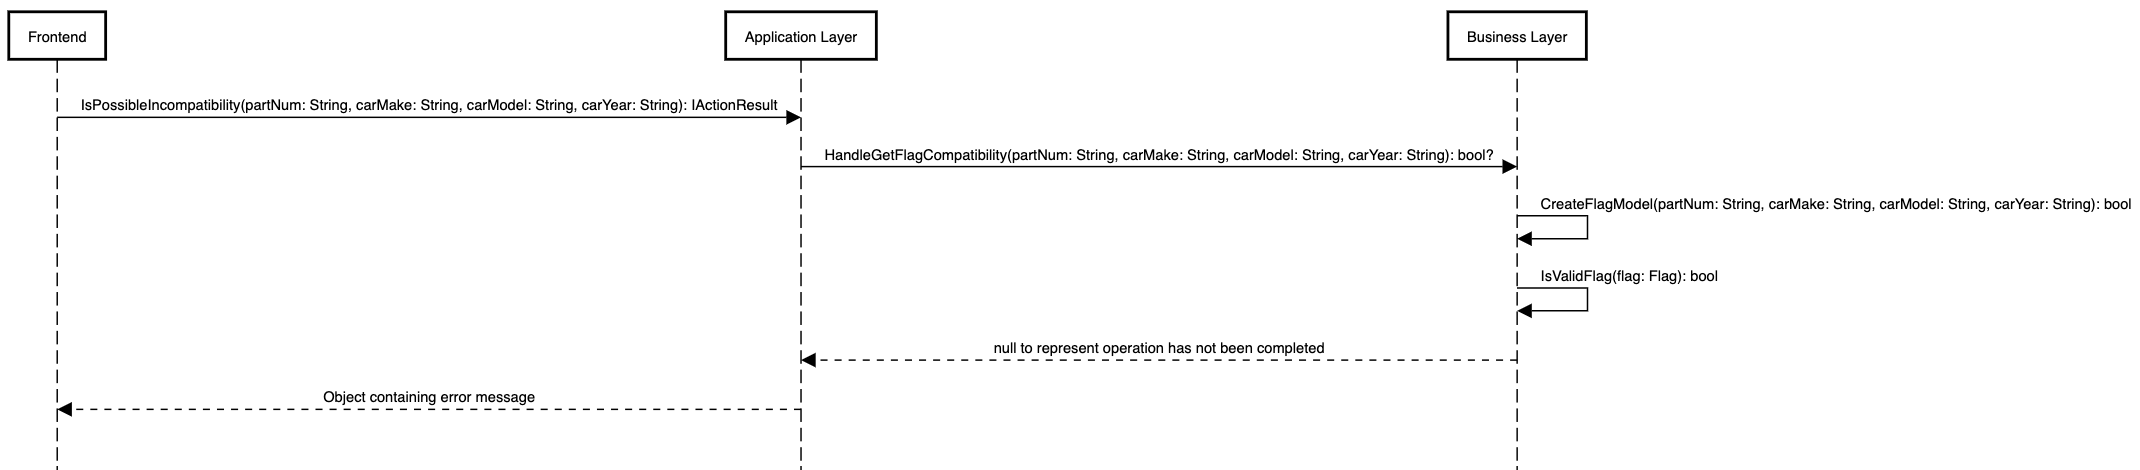 Frontend
Application Layer
Business Layer
IsPossibleIncompatibility(partNum: String, carMake: String, carModel: String, carYear: String): IActionResult
HandleGetFlagCompatibility(partNum: String, carMake: String, carModel: String, carYear: String): bool?
CreateFlagModel(partNum: String, carMake: String, carModel: String, carYear: String): bool
IsValidFlag(flag: Flag): bool
null to represent operation has not been completed
Object containing error message